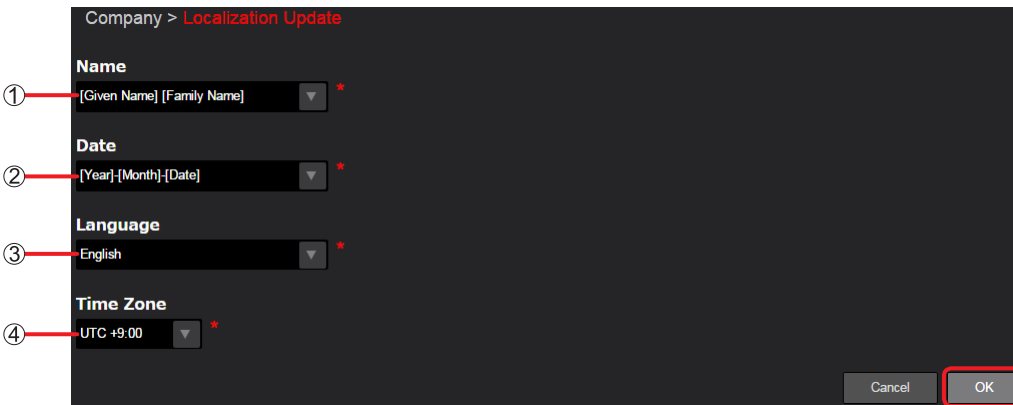 Company > Localization Update
Name
① [Given Name] [Family Name] ▼ *
Date
② [Year]-[Month]-[Date] ▼ *
Language
③ English ▼ *
Time Zone
④ UTC +9:00 ▼ *
Cancel OK